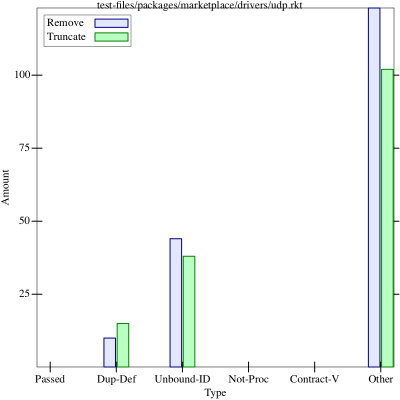 test-files/packages/marketplace/drivers/udp.rkt
Remove
Truncate
100
75
50
25
Amount
Passed Dup-Def Unbound-ID Not-Proc Contract-V Other
Type